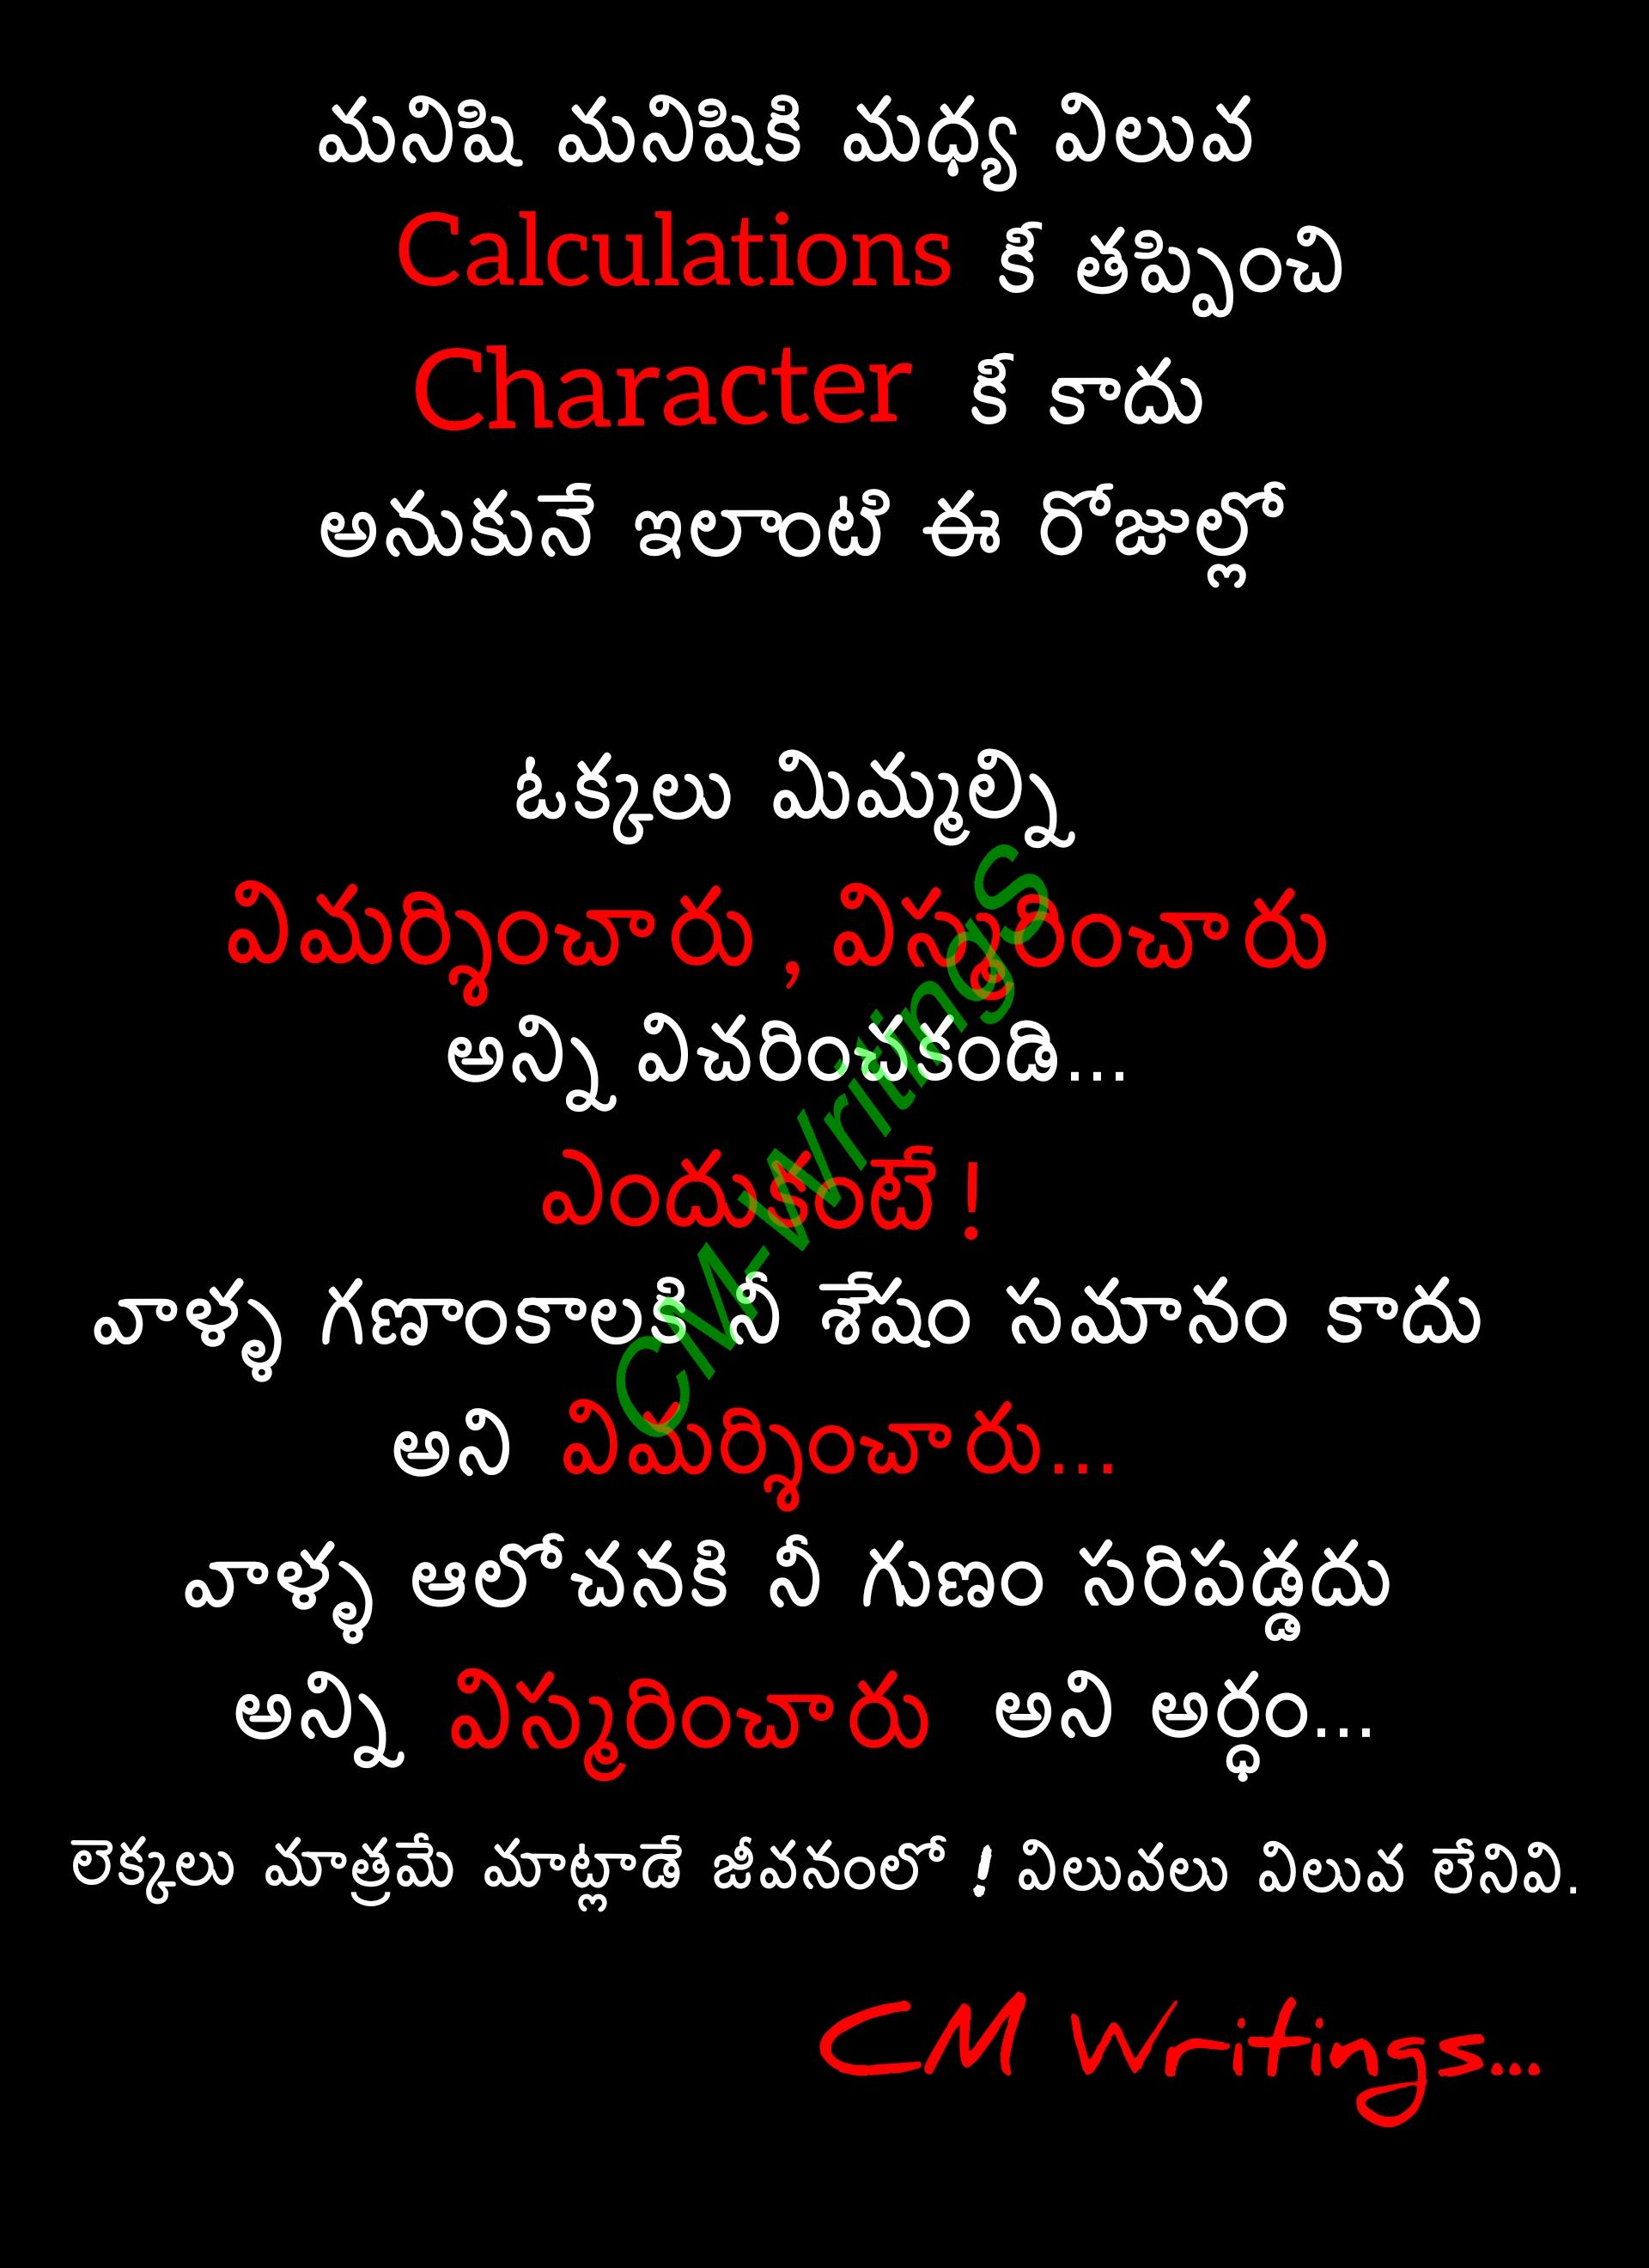 మనిషి మనిషికి మధ్య విలువ
Calculations కే తప్పించి
Character కే కాదు
అనుకునే ఇలాంటి ఈ రోజుల్లో
ఓక్కలు మిమ్మల్ని
విమర్శించారు , విస్మరించారు
అన్ని విచరించకండి...
ఎందుకంటే !
వాళ్ళ గణాంకాలకి నీ శేషం సమానం కాదు
అని విమర్శించారు...
వాళ్ళ ఆలోచనకి నీ గుణం సరిపడ్డదు
అన్ని విస్మరించారు అని అర్ధం...
లెక్కలు మాత్రమే మాట్లాడే జీవనంలో ! విలువలు విలువ లేనివి.
CM Writings...
CM-Writings